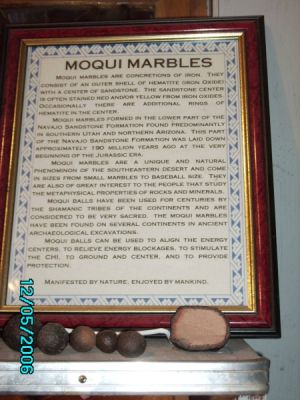 MOQUI MARBLES
MOQUI MARBLES ARE CONCRETIONS OF IRON. THEY
CONSIST OF AN OUTER SHELL OF HEMATITE (IRON OXIDE)
WITH A CENTER OF SANDSTONE. THE SANDSTONE CENTER
IS OFTEN STAINED RED AND/OR YELLOW FROM IRON OXIDES.
OCCASIONALLY THERE ARE ADDITIONAL RINGS OF
HEMATITE IN THE CENTER.
MOQUI MARBLES FORMED IN THE LOWER PART OF THE
NAVAJO SANDSTONE FORMATION FOUND PREDOMINANTLY
IN SOUTHERN UTAH AND NORTHERN ARIZONA. THIS PART
OF THE NAVAJO SANDSTONE FORMATION WAS LAID DOWN
APPROXIMATELY 190 MILLION YEARS AGO AT THE VERY
BEGINNING OF THE JURASSIC ERA.
MOQUI MARBLES ARE A UNIQUE AND NATURAL
PHENOMINON OF THE SOUTHEASTERN DESERT AND COME
IN SIZES FROM SMALL MARBLES TO BASEBALL SIZE. THEY
ARE ALSO OF GREAT INTEREST TO THE PEOPLE THAT STUDY
THE METAPHYSICAL PROPERTIES OF ROCKS AND MINERALS.
MOQUI BALLS HAVE BEEN USED FOR CENTURIES BY
THE SHAMANIC TRIBES OF THE CONTINENTS AND ARE
CONSIDERED TO BE VERY SACRED. THE MOQUI MARBLES
HAVE BEEN FOUND ON SEVERAL CONTINENTS IN ANCIENT
ARCHAEOLOGICAL EXCAVATIONS.
MOQUI BALLS CAN BE USED TO ALIGN THE ENERGY
CENTERS, TO RELIEVE ENERGY BLOCKAGES, TO STIMULATE
THE CHI, TO GROUND AND CENTER, AND TO PROVIDE
PROTECTION.
MANIFESTED BY NATURE, ENJOYED BY MANKIND.
12/05/2006